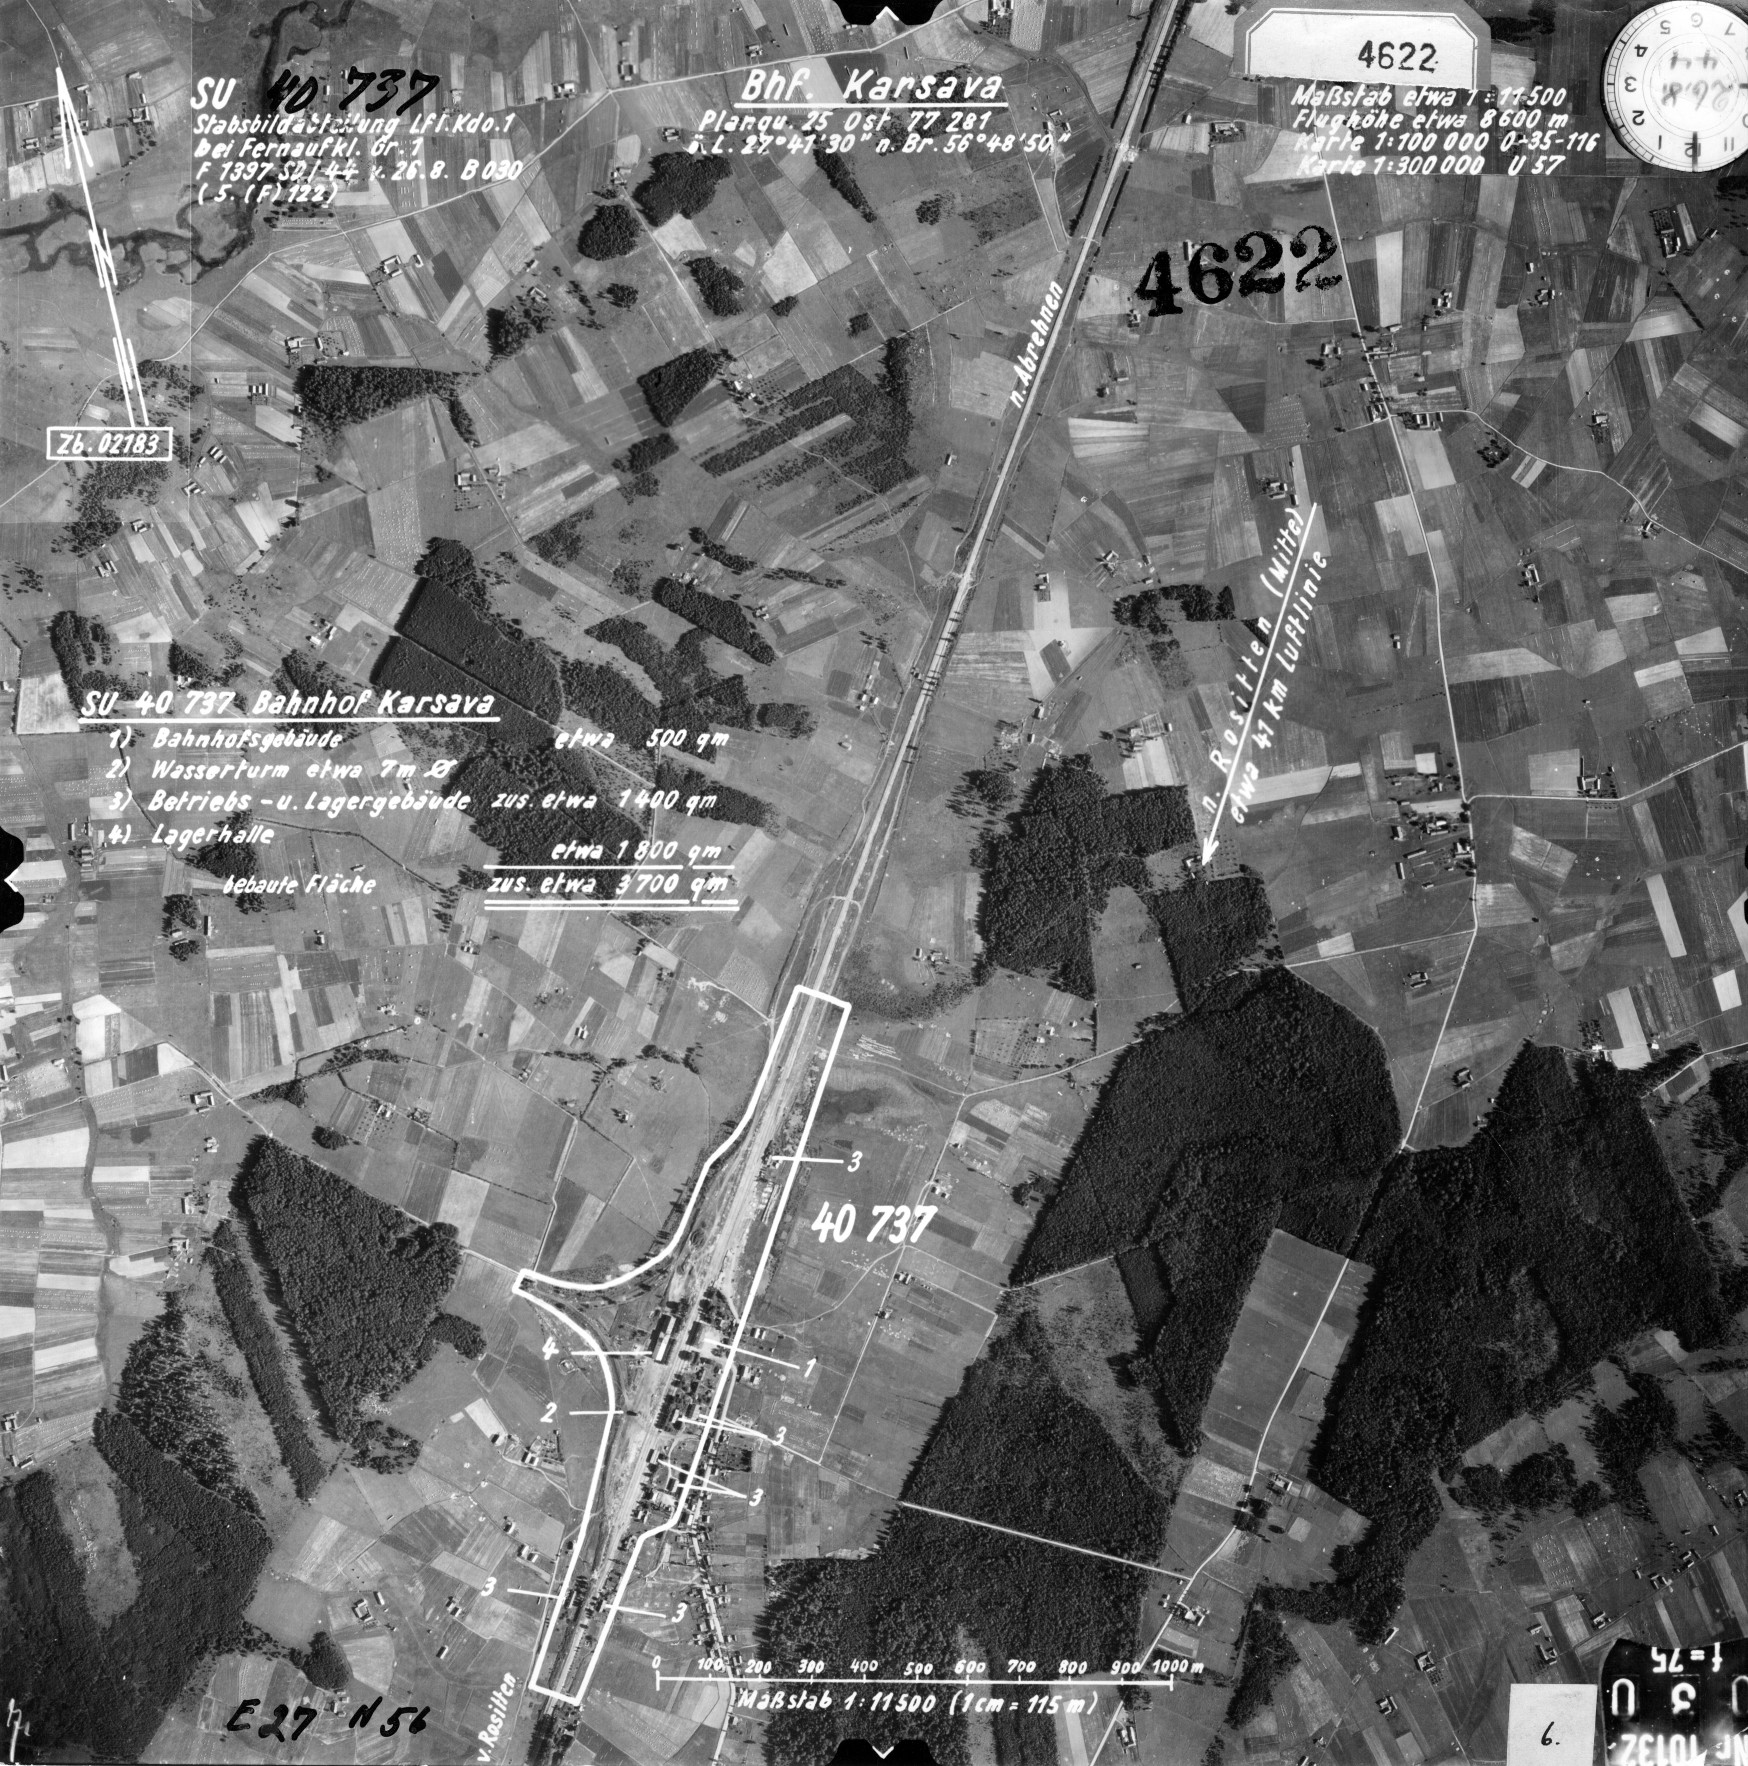 SU 40 737
Stabsbildabteilung Lfl.Kdo.1
bei Fernaufkl. Gr. 1
F 1397 SD/44 v. 26.8. B 030
(5. (F) 122)
Bhf. Karsava
Planqu. 25 Ost 77 281
ö.L. 27°41'30" n. Br. 56°48'50"
4622
Maßstab etwa 1:11500
Flughöhe etwa 8600 m
Karte 1:100 000 O-35-116
Karte 1:300 000 U 57
4622
N
Zb. 02183
n. Abrehnen
n. Rositten (Mitte)
etwa 41 km Luftlinie
SU 40 737 Bahnhof Karsava
1) Bahnhofsgebäude etwa 500 qm
2) Wasserturm etwa 7m Ø
3) Betriebs-u. Lagergebäude zus. etwa 1400 qm
4) Lagerhalle
etwa 1800 qm
bebaute Fläche zus. etwa 3700 qm
3
40 737
4
1
2
3
3
3
3
0 100 200 300 400 500 600 700 800 900 1000 m
Maßstab 1:11500 (1cm = 115m)
v. Rositten
E27 N56
6.
f=75
Nr 10132